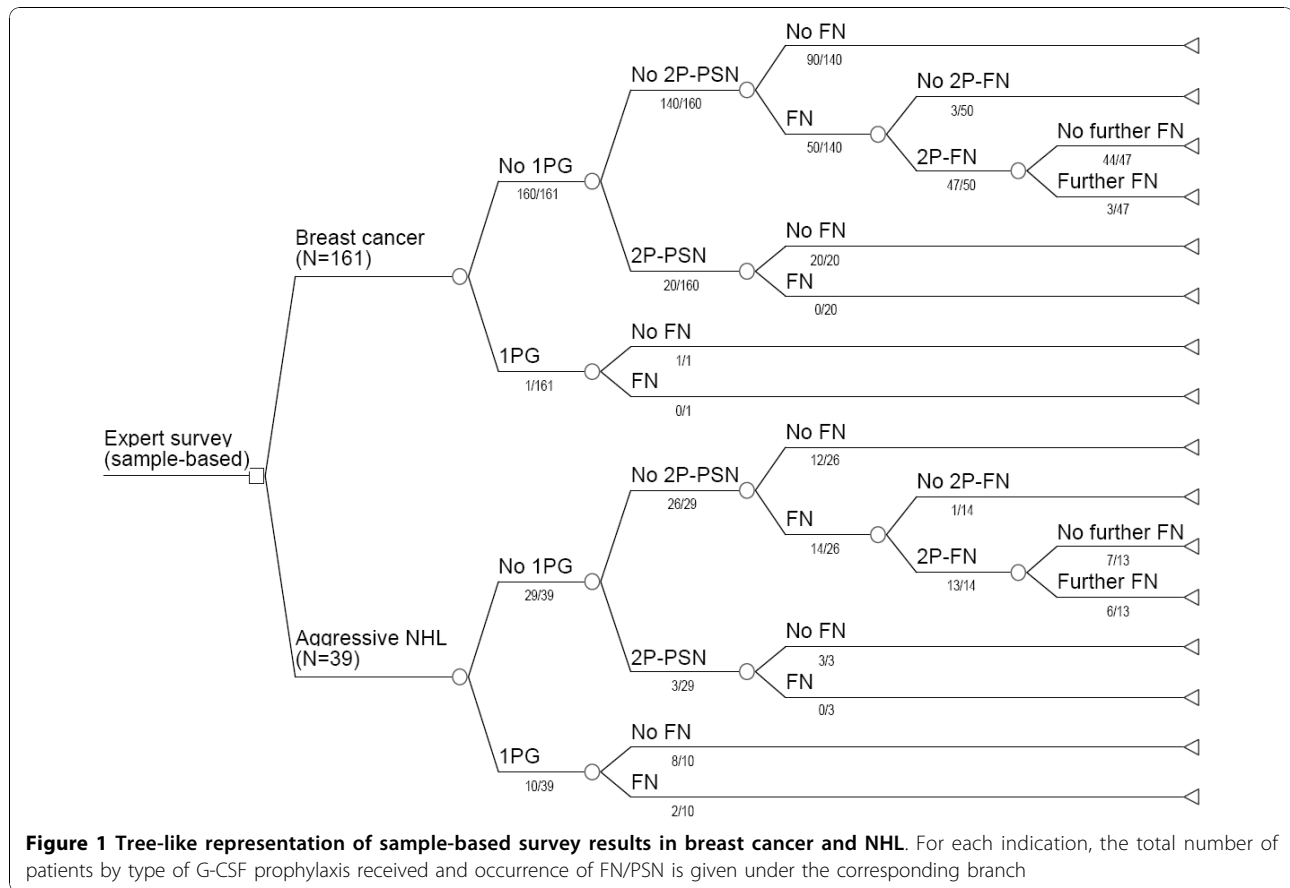 No FN
90/140
No 2P-PSN
140/160
No 2P-FN
3/50
FN
50/140
No further FN
44/47
2P-FN
47/50
Further FN
3/47
No 1PG
160/161
No FN
20/20
2P-PSN
20/160
FN
0/20
Breast cancer
(N=161)
No FN
1/1
1PG
1/161
FN
0/1
Expert survey
(sample-based)
No FN
12/26
No 2P-PSN
26/29
No 2P-FN
1/14
FN
14/26
No further FN
7/13
2P-FN
13/14
Further FN
6/13
No 1PG
29/39
No FN
3/3
2P-PSN
3/29
FN
0/3
Aggressive NHL
(N=39)
No FN
8/10
1PG
10/39
FN
2/10
Figure 1 Tree-like representation of sample-based survey results in breast cancer and NHL. For each indication, the total number of
patients by type of G-CSF prophylaxis received and occurrence of FN/PSN is given under the corresponding branch